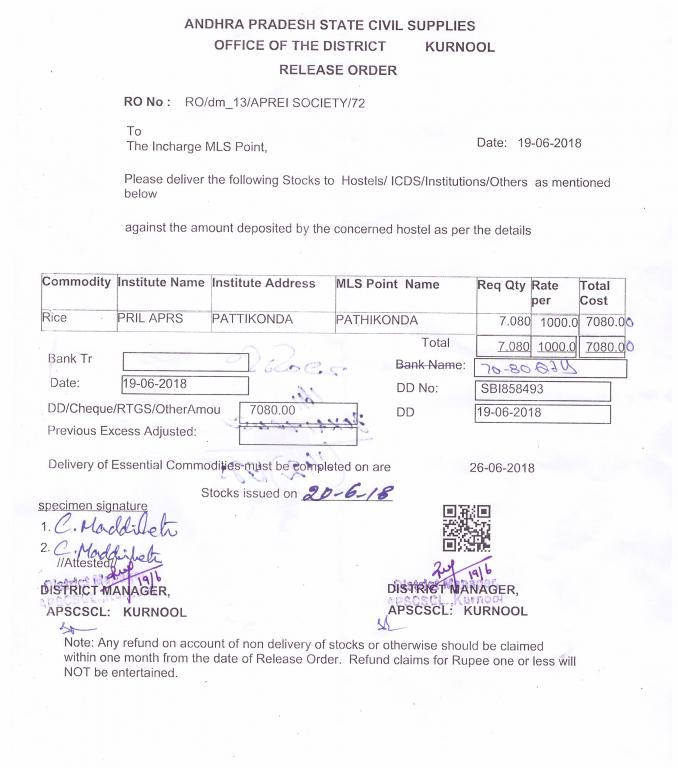 ANDHRA PRADESH STATE CIVIL SUPPLIES
OFFICE OF THE DISTRICT KURNOOL
RELEASE ORDER
RO No : RO/dm_13/APREI SOCIETY/72
To
The Incharge MLS Point,
Date: 19-06-2018
Please deliver the following Stocks to Hostels/ ICDS/Institutions/Others as mentioned
below
against the amount deposited by the concerned hostel as per the details
Commodity Institute Name Institute Address MLS Point Name Req Qty Rate per Total Cost
Rice PRIL APRS PATTIKONDA PATHIKONDA 7.080 1000.0 7080.00
Total 7.080 1000.0 7080.00
Bank Tr
Bank Name: 70-80
Date: 19-06-2018
DD No: SBI858493
DD/Cheque/RTGS/OtherAmou 7080.00
DD 19-06-2018
Previous Excess Adjusted:
Delivery of Essential Commodities must be completed on are 26-06-2018
Stocks issued on 20-6-18
specimen signature
1. C. Maddileti
2. C. Maddileti
//Attested//
19/6
19/6
DISTRICT MANAGER,
DISTRICT MANAGER,
APSCSCL: KURNOOL
APSCSCL: KURNOOL
Note: Any refund on account of non delivery of stocks or otherwise should be claimed
within one month from the date of Release Order. Refund claims for Rupee one or less will
NOT be entertained.